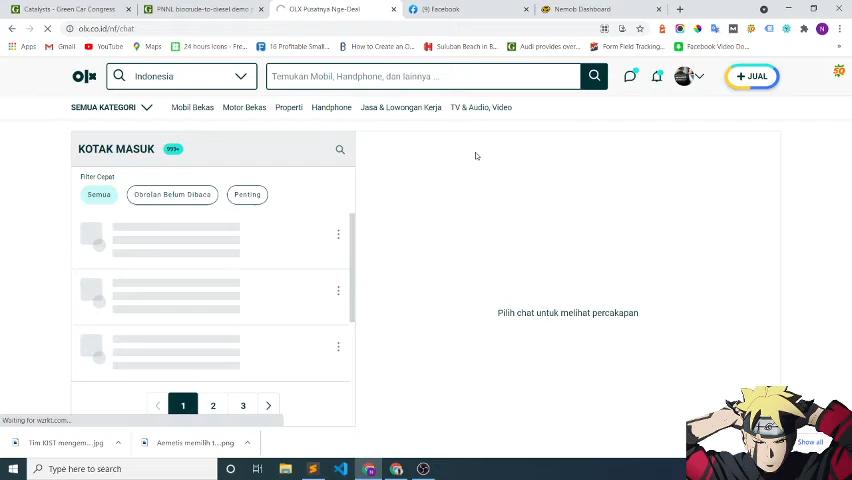 Catalysts - Green Car Congress
PNNL biocrude-to-diesel demo p
OLX Pusatnya Nge-Deal
(9) Facebook
Nemob Dashboard
olx.co.id/nf/chat
Apps
Gmail
YouTube
Maps
24 hours Icons - Fre...
16 Profitable Small...
How to Create an O...
Suluban Beach in B...
Audi provides over...
Form Field Tracking...
Facebook Video Do...
olx
Indonesia
Temukan Mobil, Handphone, dan lainnya ...
+ JUAL
SEMUA KATEGORI
Mobil Bekas
Motor Bekas
Properti
Handphone
Jasa & Lowongan Kerja
TV & Audio, Video
KOTAK MASUK
999+
Filter Cepat
Semua
Obrolan Belum Dibaca
Penting
Pilih chat untuk melihat percakapan
1
2
3
Waiting for wzrkt.com...
Tim KIST mengem....jpg
Aemetis memilih t....png
Show all
Type here to search